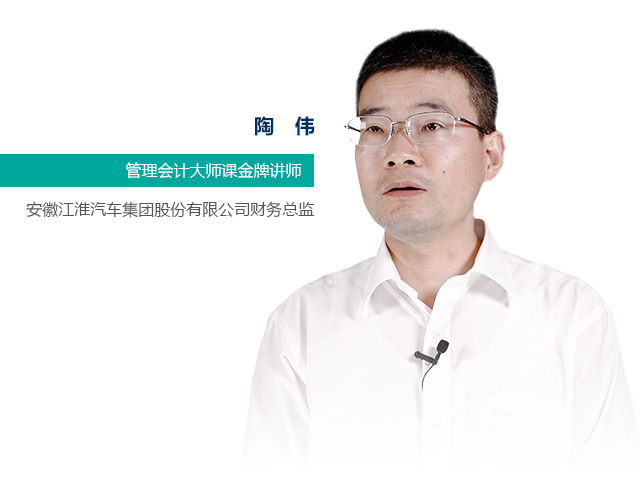 陶 伟
管理会计大师课金牌讲师
安徽江淮汽车集团股份有限公司财务总监